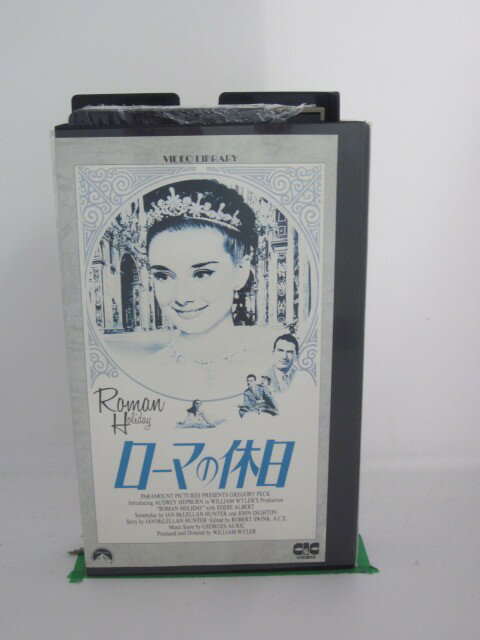 VIDEO LIBRARY
Roman
Holiday
ローマの休日
PARAMOUNT PICTURES PRESENTS GREGORY PECK
Introducing AUDREY HEPBURN in WILLIAM WYLER'S Production
"ROMAN HOLIDAY" with EDDIE ALBERT
Screenplay by IAN McLELLAN HUNTER and JOHN DIGHTON
Story by IAN McLELLAN HUNTER・Edited by ROBERT SWINK, A.C.E.
Music Score by GEORGES AURIC
Produced and Directed by WILLIAM WYLER
CIC
VIDEO